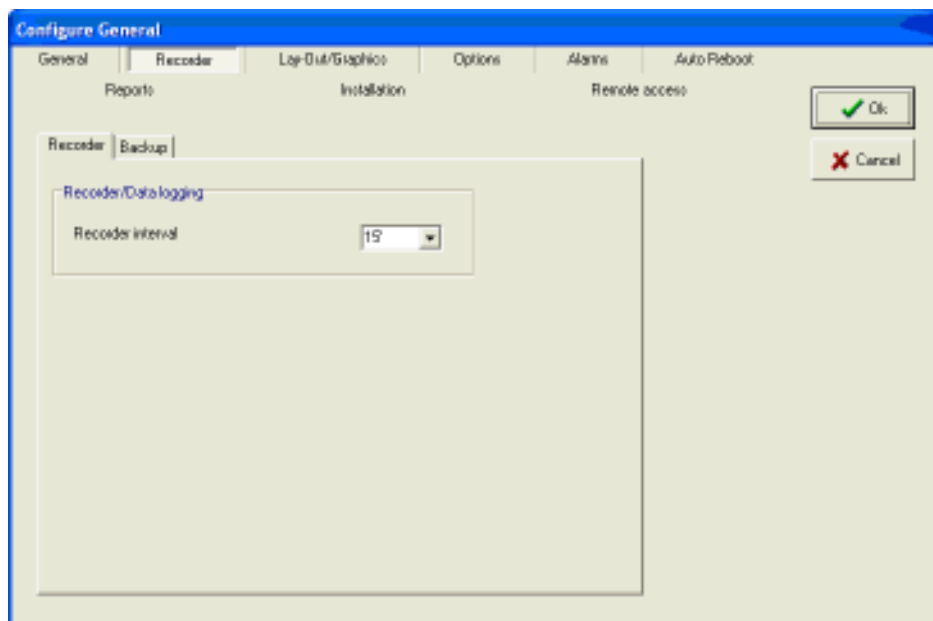 Configure General
General Recorder Lay-Out/Graphics Options Alarms Auto Reboot
Reports Installation Remote access
Ok
Cancel
Recorder Backup
Recorder/Data logging
Recorder interval 15'